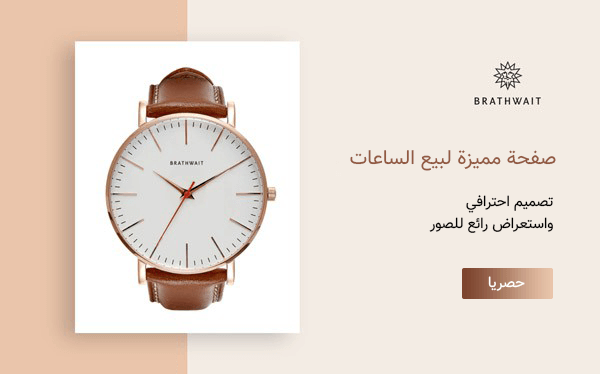 BRATHWAIT
BRATHWAIT
صفحة مميزة لبيع الساعات
تصميم احترافي
واستعراض رائع للصور
حصريا